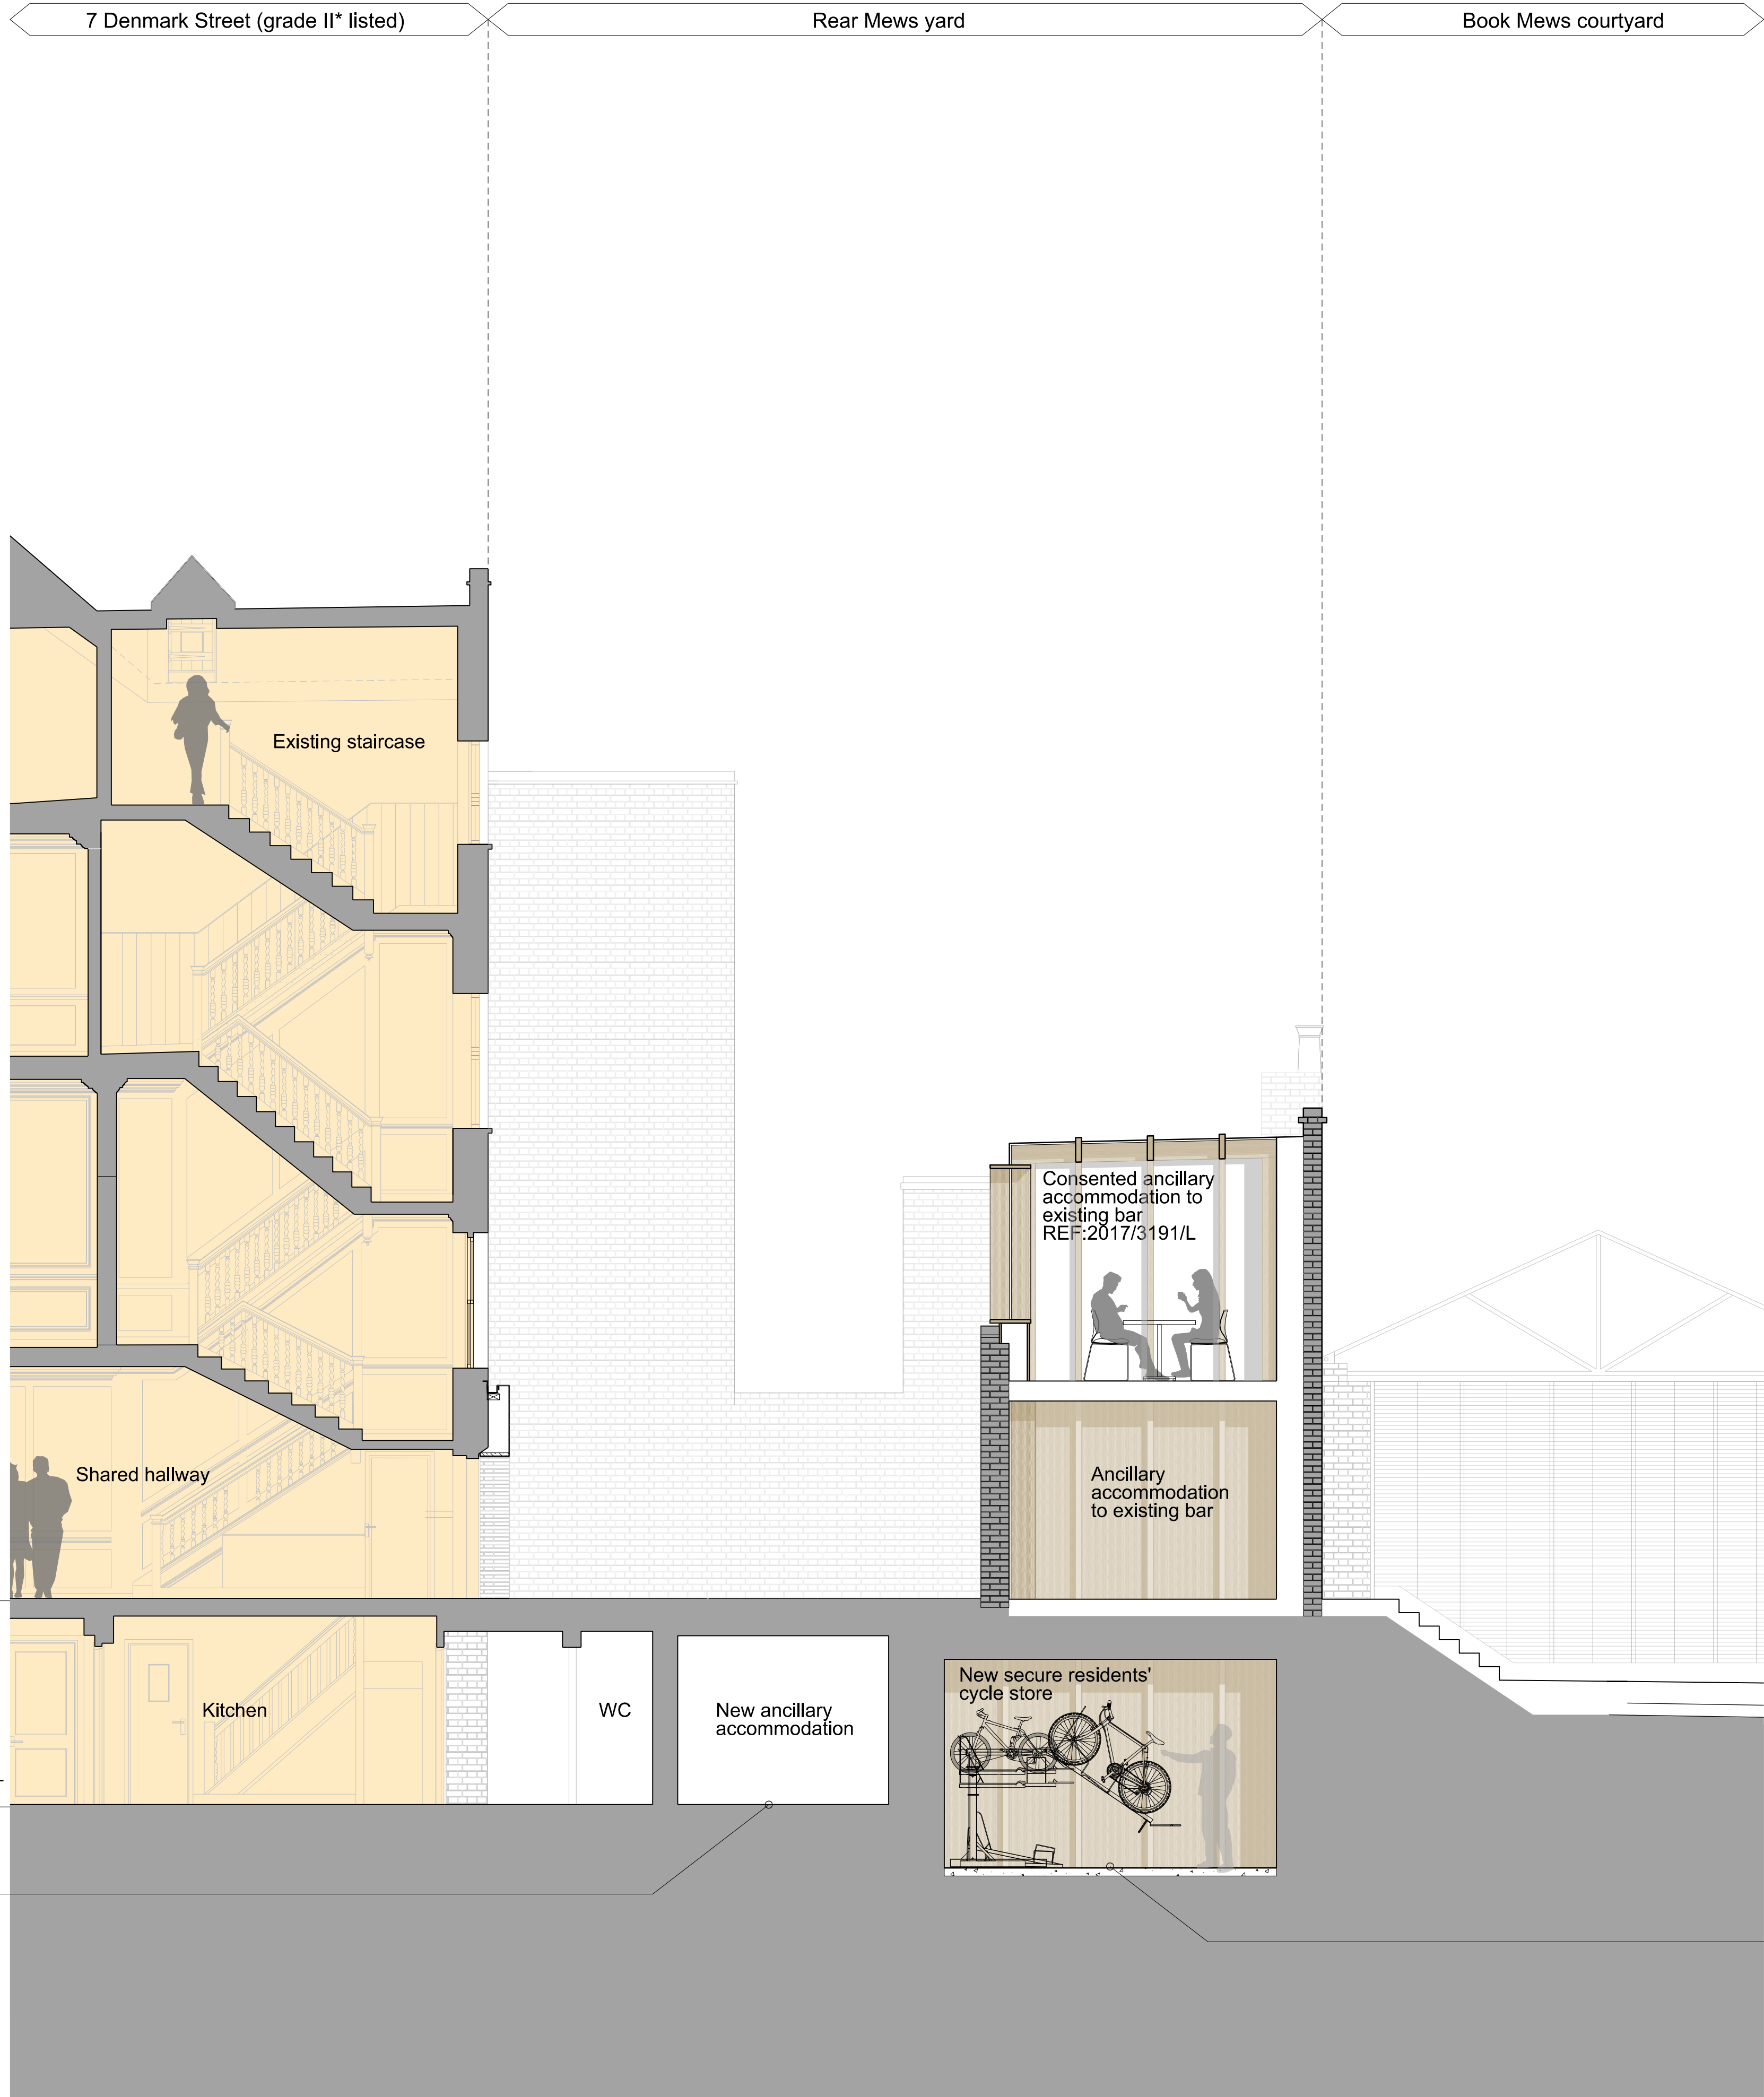 7 Denmark Street (grade II* listed)
Rear Mews yard
Book Mews courtyard
Existing staircase
Consented ancillary
accommodation to
existing bar
REF:2017/3191/L
Shared hallway
Ancillary
accommodation
to existing bar
Kitchen
WC
New ancillary
accommodation
New secure residents'
cycle store